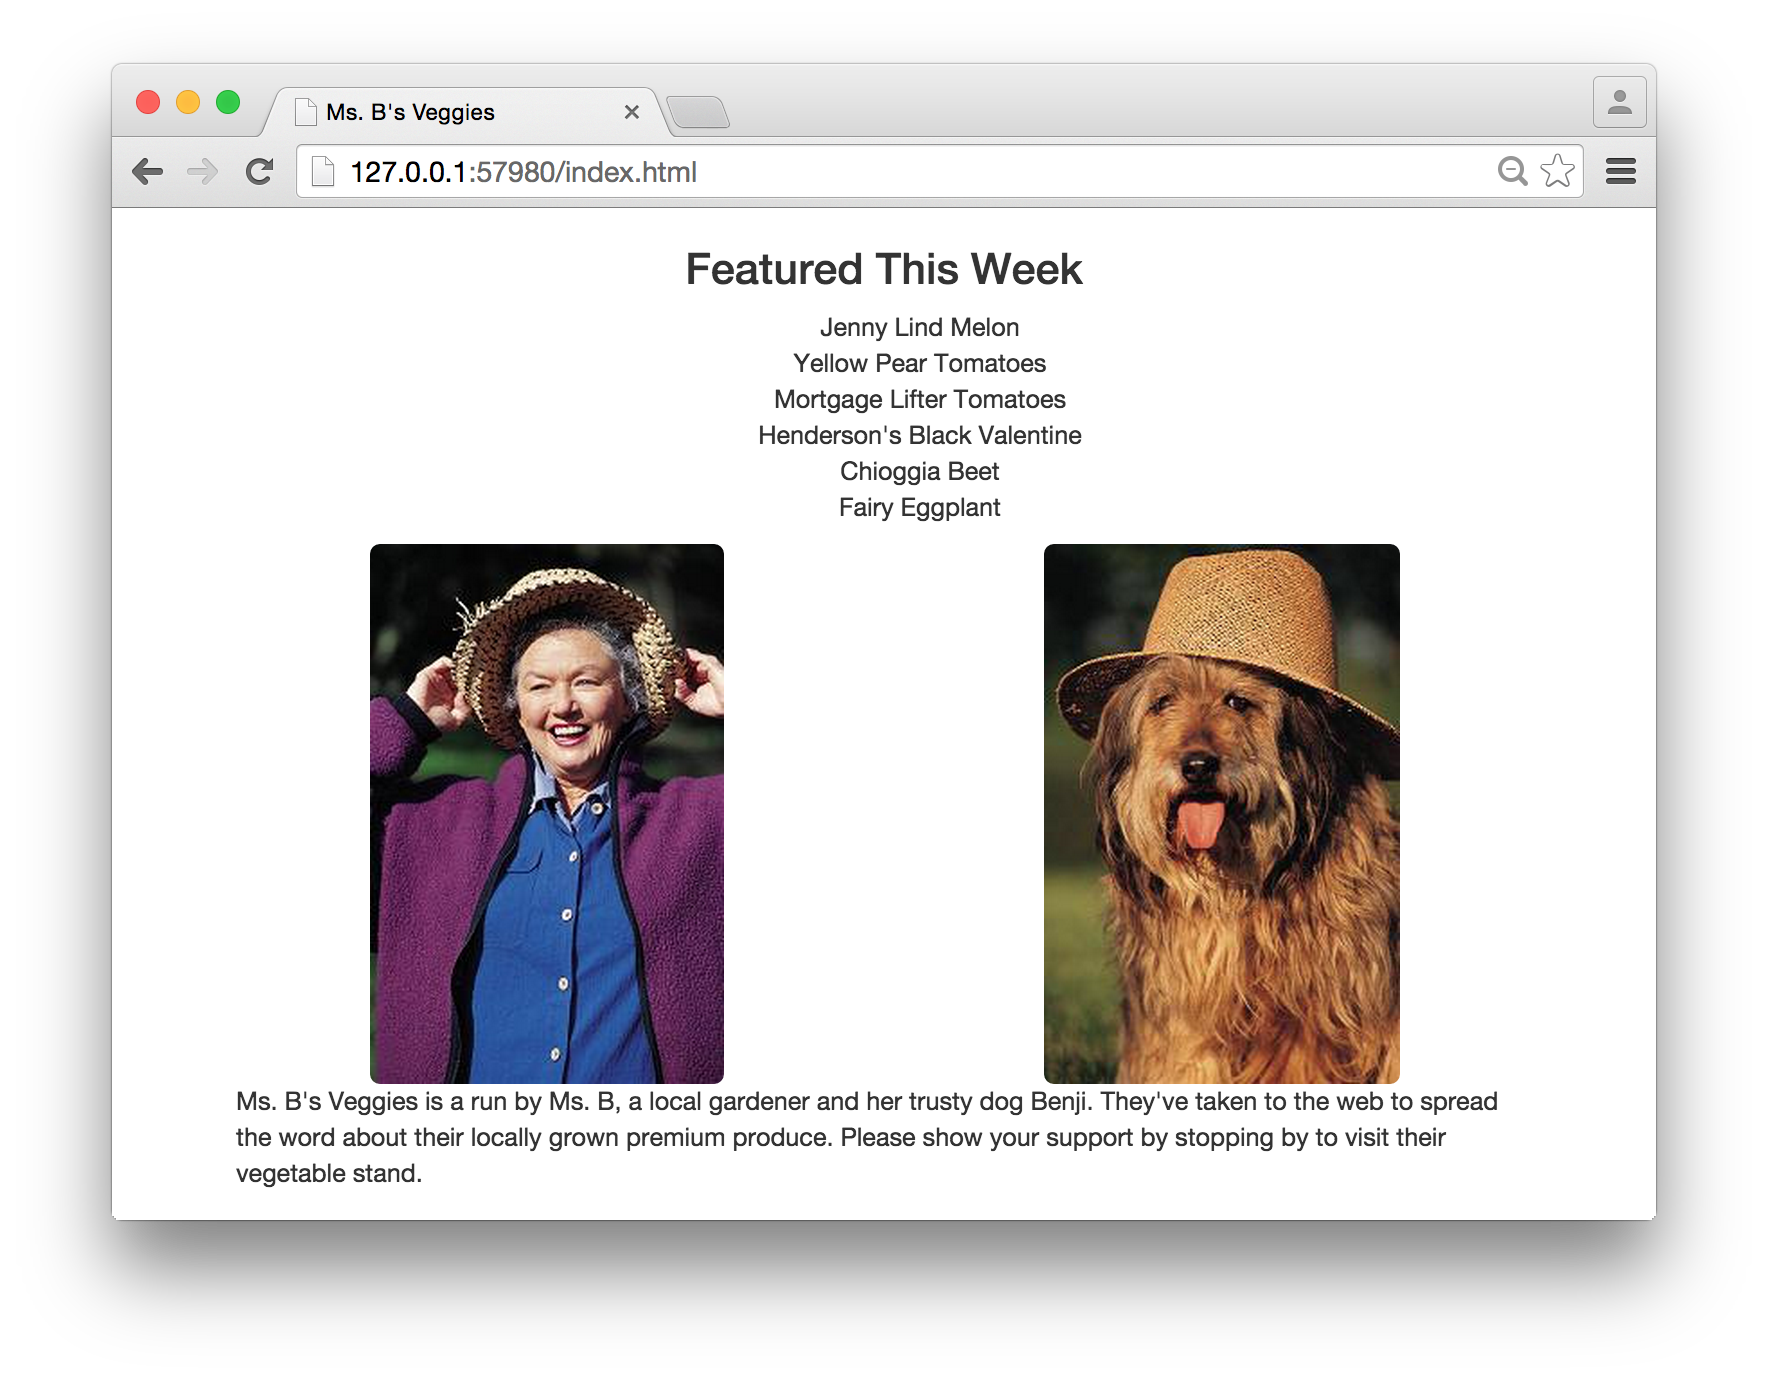 Ms. B's Veggies
127.0.0.1:57980/index.html
Featured This Week
Jenny Lind Melon
Yellow Pear Tomatoes
Mortgage Lifter Tomatoes
Henderson's Black Valentine
Chioggia Beet
Fairy Eggplant
Ms. B's Veggies is a run by Ms. B, a local gardener and her trusty dog Benji. They've taken to the web to spread
the word about their locally grown premium produce. Please show your support by stopping by to visit their
vegetable stand.